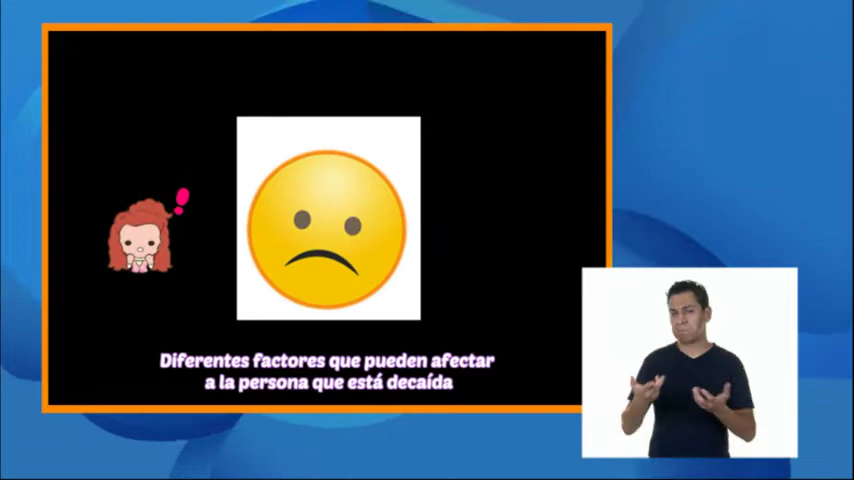 Diferentes factores que pueden afectar
a la persona que está decaída